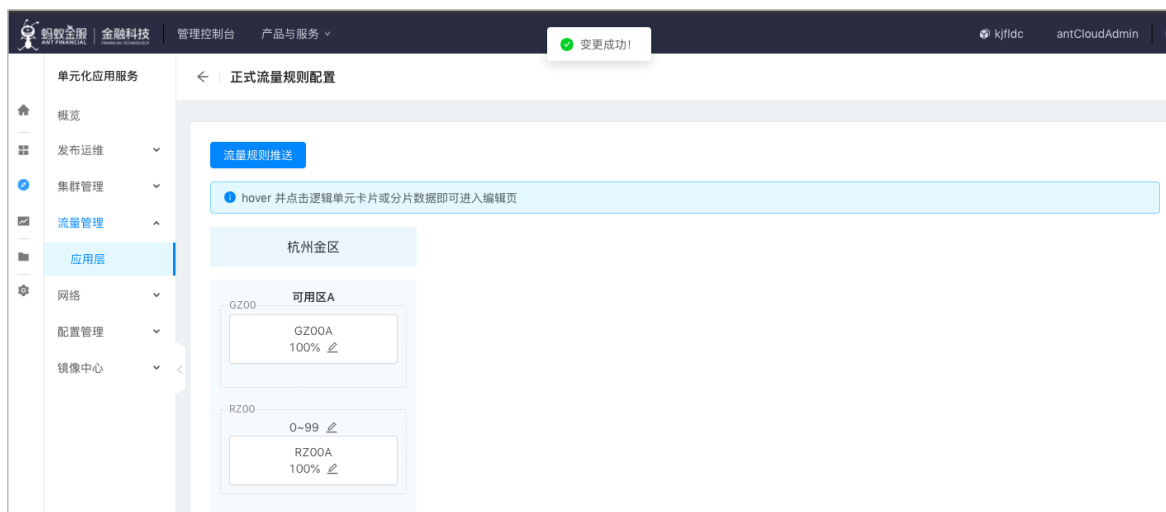 蚂蚁金服 金融科技 管理控制台 产品与服务 变更成功! kjfldc antCloudAdmin
ANT FINANCIAL
单元化应用服务 正式流量规则配置
概览
发布运维 流量规则推送
集群管理 hover 并点击逻辑单元卡片或分片数据即可进入编辑页
流量管理
应用层 杭州金区
网络
配置管理
镜像中心
可用区A
GZ00
GZ00A
100%
RZ00
0~99
RZ00A
100%